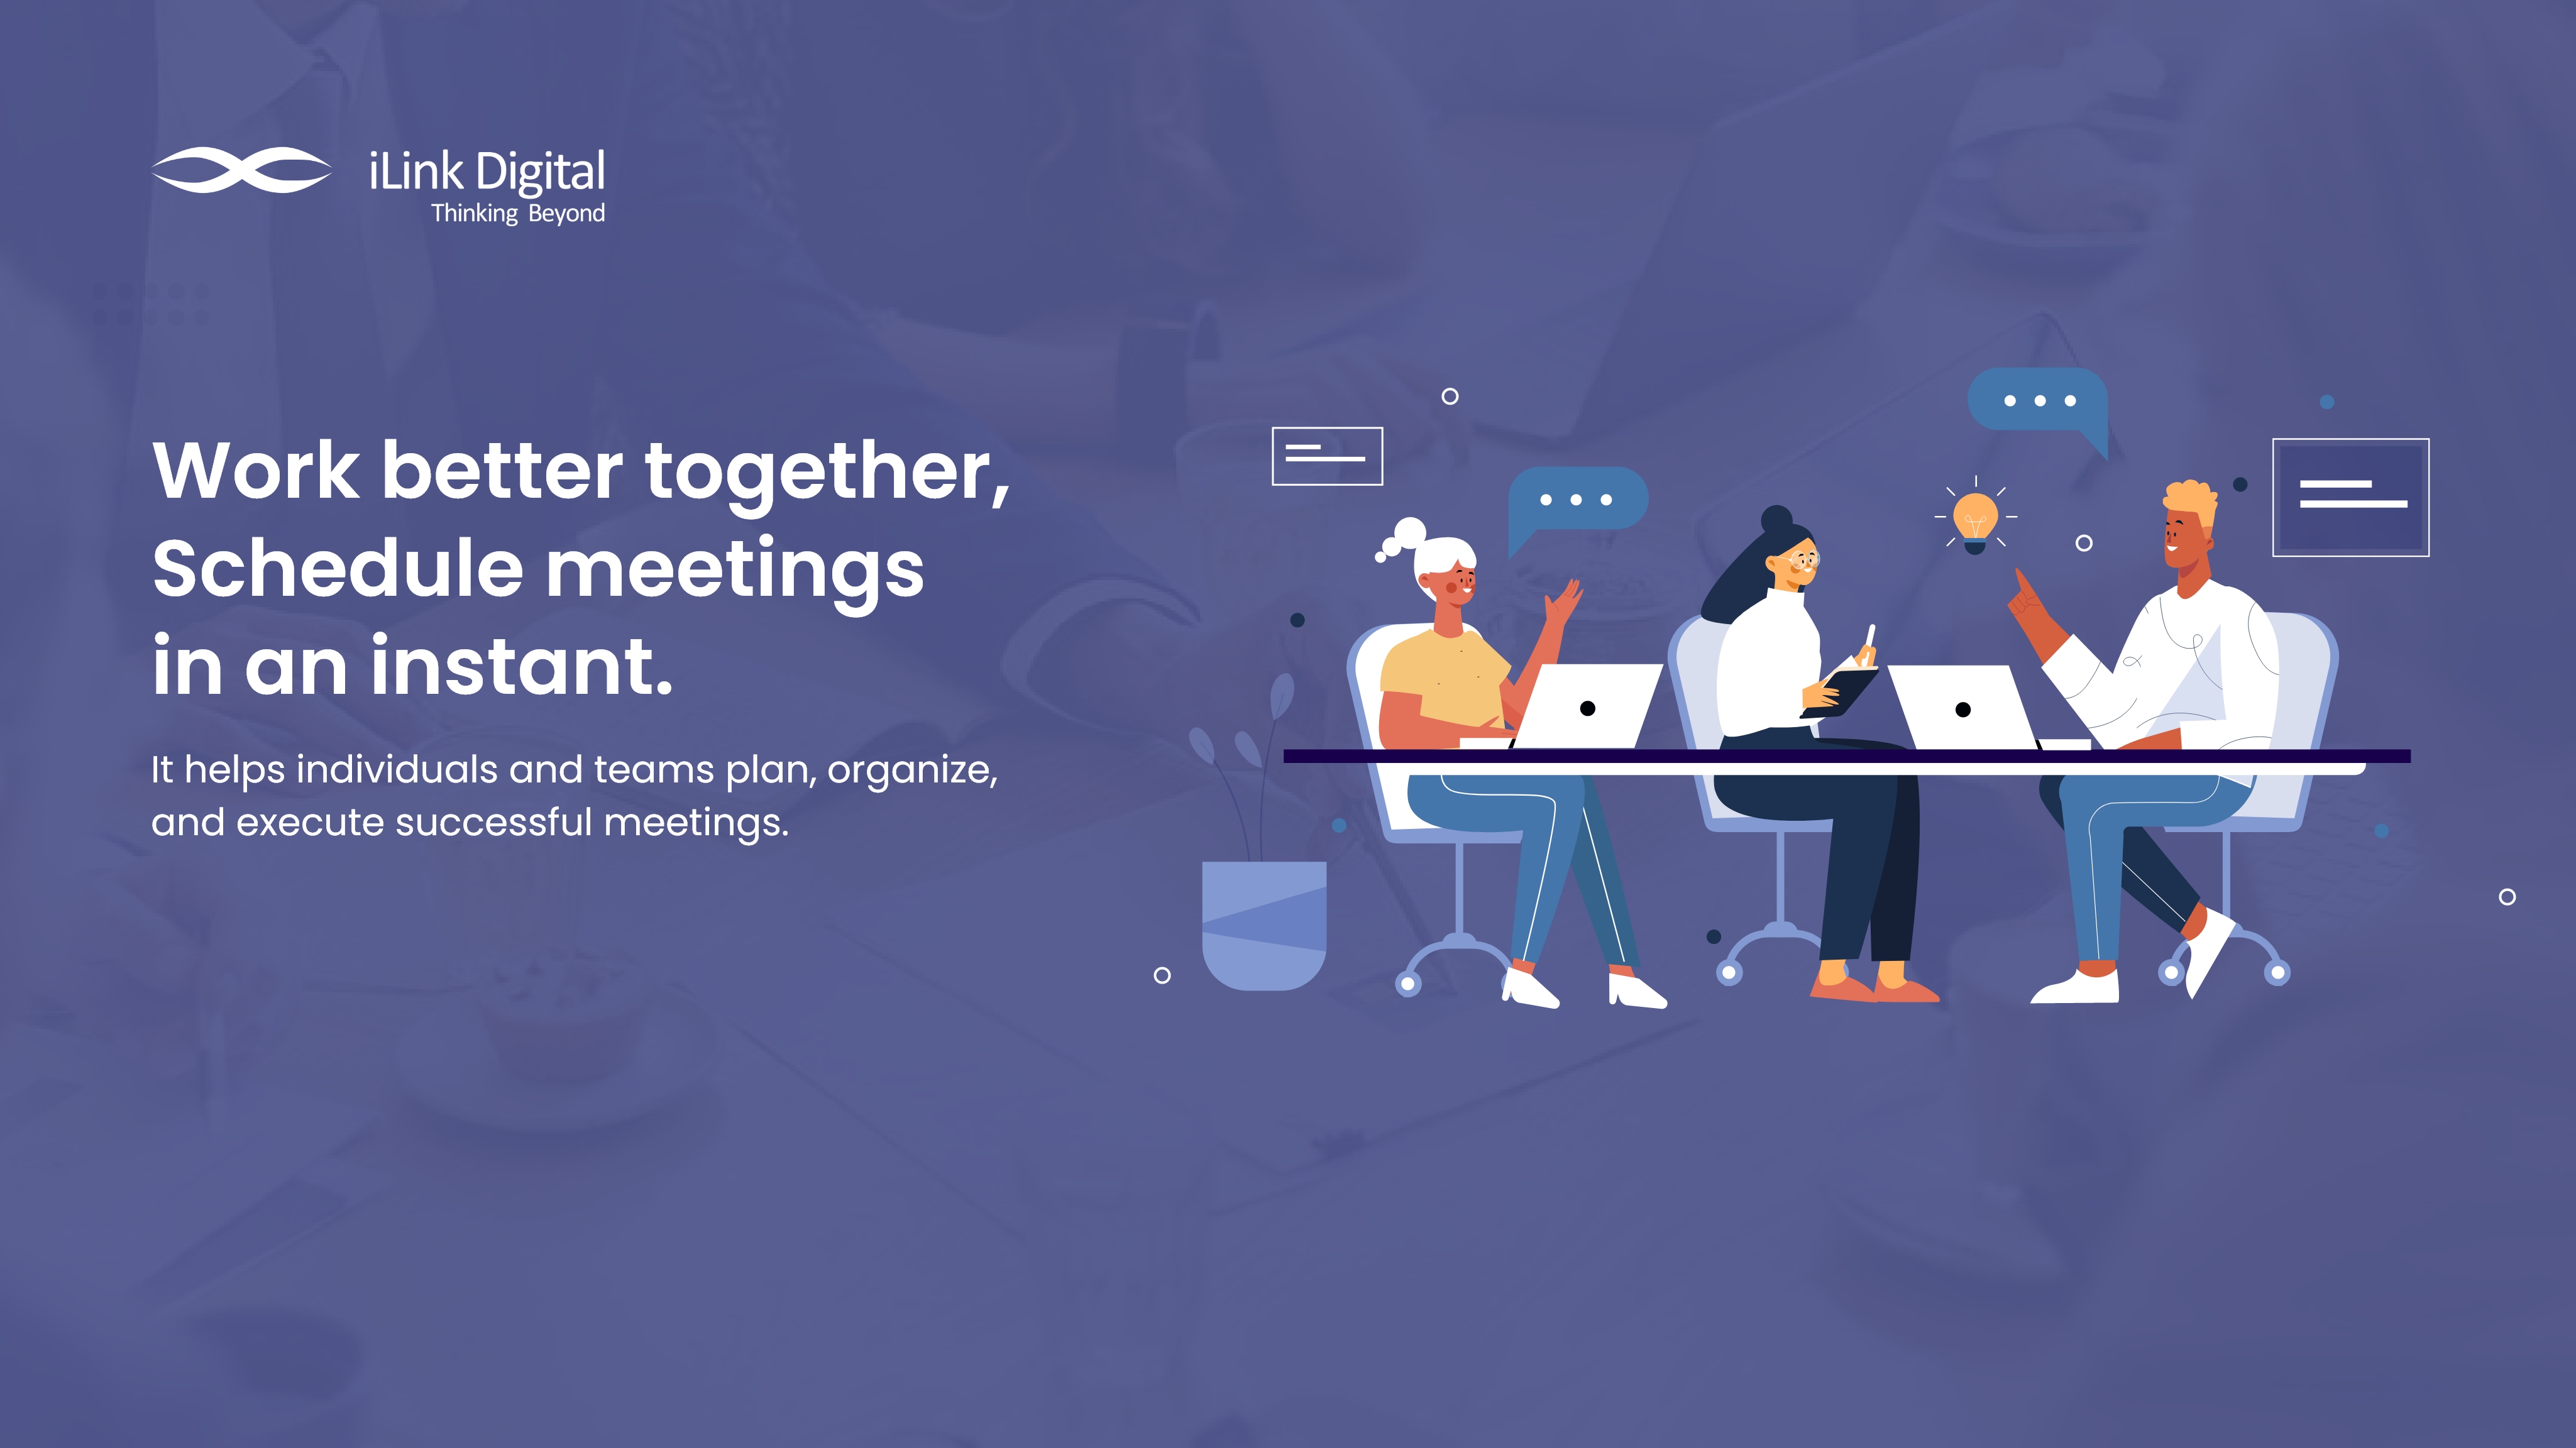 iLink Digital
Thinking Beyond
Work better together,
Schedule meetings
in an instant.
It helps individuals and teams plan, organize,
and execute successful meetings.